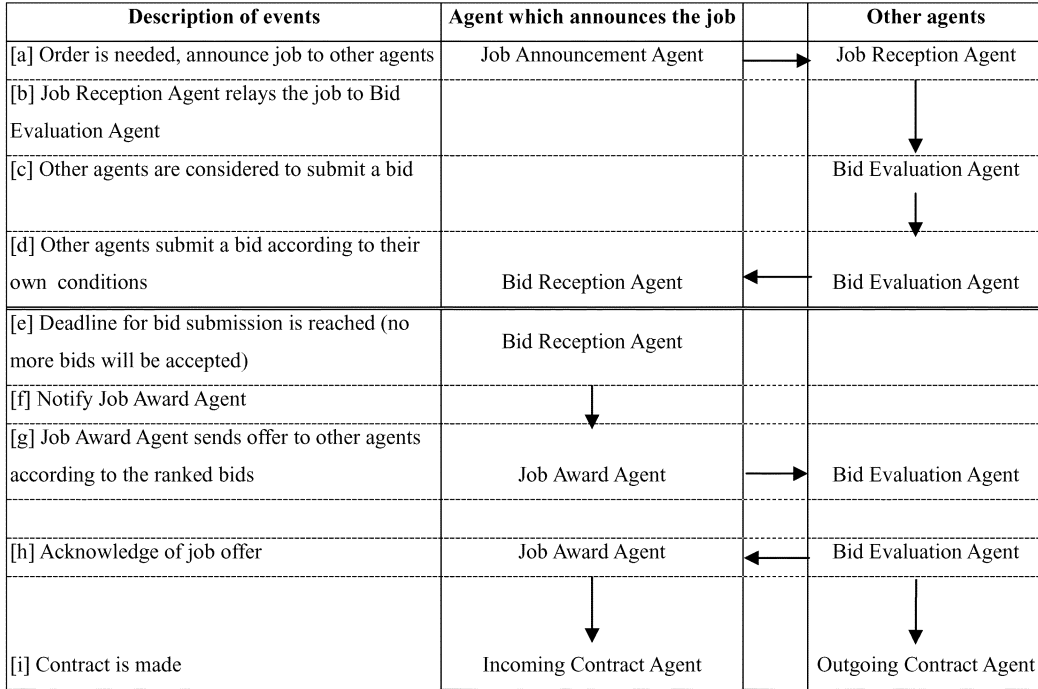 Description of events
Agent which announces the job
Other agents
[a] Order is needed, announce job to other agents
Job Announcement Agent
Job Reception Agent
[b] Job Reception Agent relays the job to Bid
Evaluation Agent
[c] Other agents are considered to submit a bid
Bid Evaluation Agent
[d] Other agents submit a bid according to their
own conditions
Bid Reception Agent
Bid Evaluation Agent
[e] Deadline for bid submission is reached (no
more bids will be accepted)
Bid Reception Agent
[f] Notify Job Award Agent
[g] Job Award Agent sends offer to other agents
according to the ranked bids
Job Award Agent
Bid Evaluation Agent
[h] Acknowledge of job offer
Job Award Agent
Bid Evaluation Agent
[i] Contract is made
Incoming Contract Agent
Outgoing Contract Agent